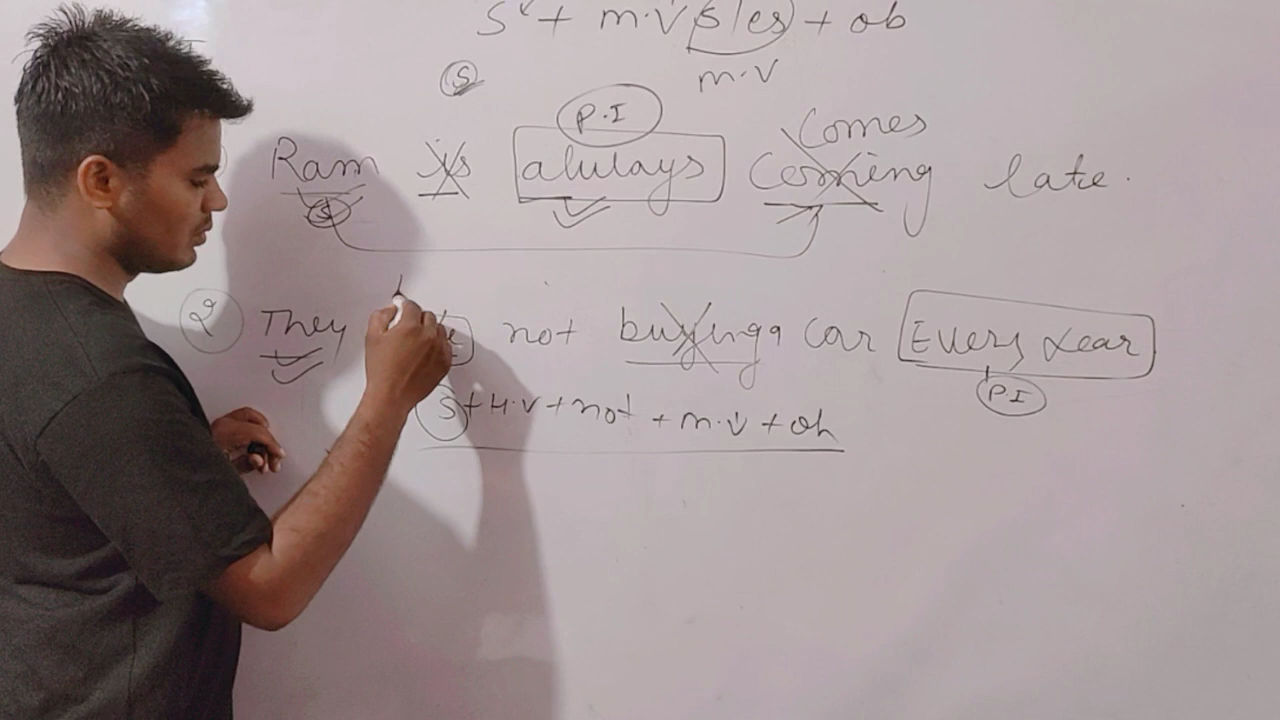 S + m.v s/es + ob
m.v
S
P.I
Comes
Ram is always Coming late.
S
2 They not buying a Car Every year
P.I
S + H.V + not + m.v + ob